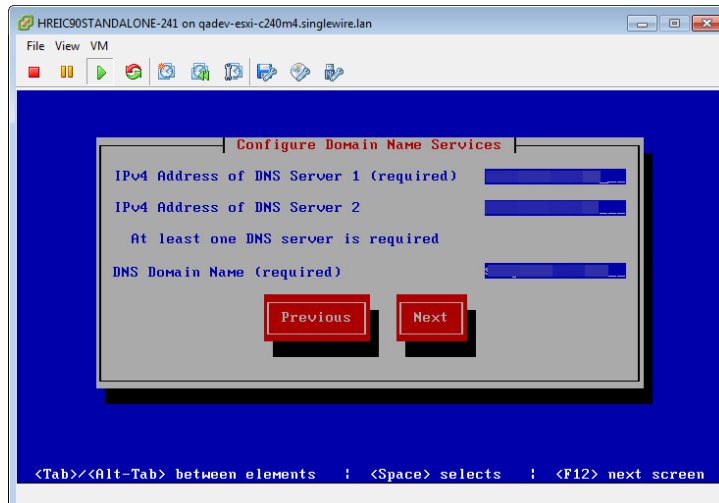 HREIC90STANDALONE-241 on qadev-esxi-c240m4.singlewire.lan
File View VM
Configure Domain Name Services
IPv4 Address of DNS Server 1 (required)
IPv4 Address of DNS Server 2
At least one DNS server is required
DNS Domain Name (required)
Previous Next
<Tab>/<Alt-Tab> between elements ¦ <Space> selects ¦ <F12> next screen